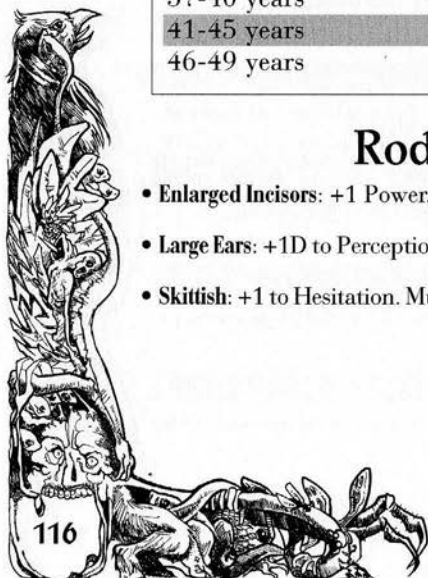 41-45 years
46-49 years
Rod
• Enlarged Incisors: +1 Power
• Large Ears: +1D to Perceptio
• Skittish: +1 to Hesitation. Mu
116